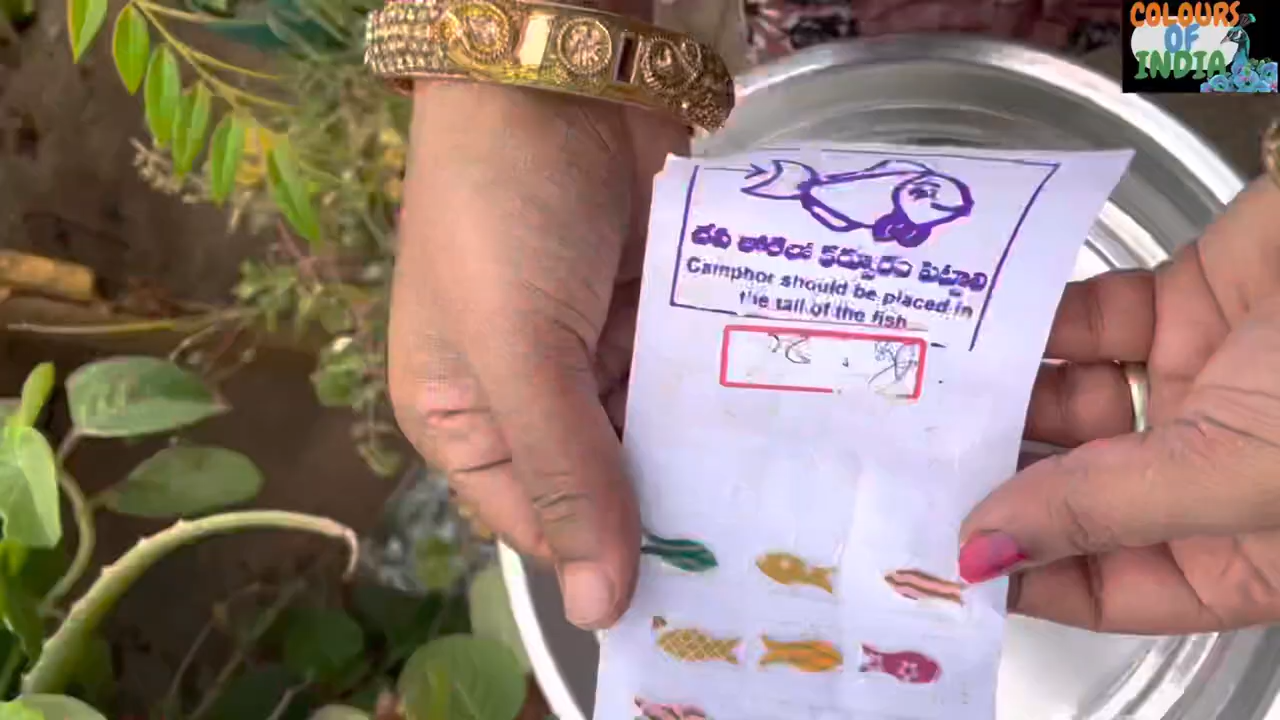 COLOURS
OF
INDIA
చేప తోకలో కర్పూరం పెట్టాలి
Camphor should be placed in
the tail of the fish